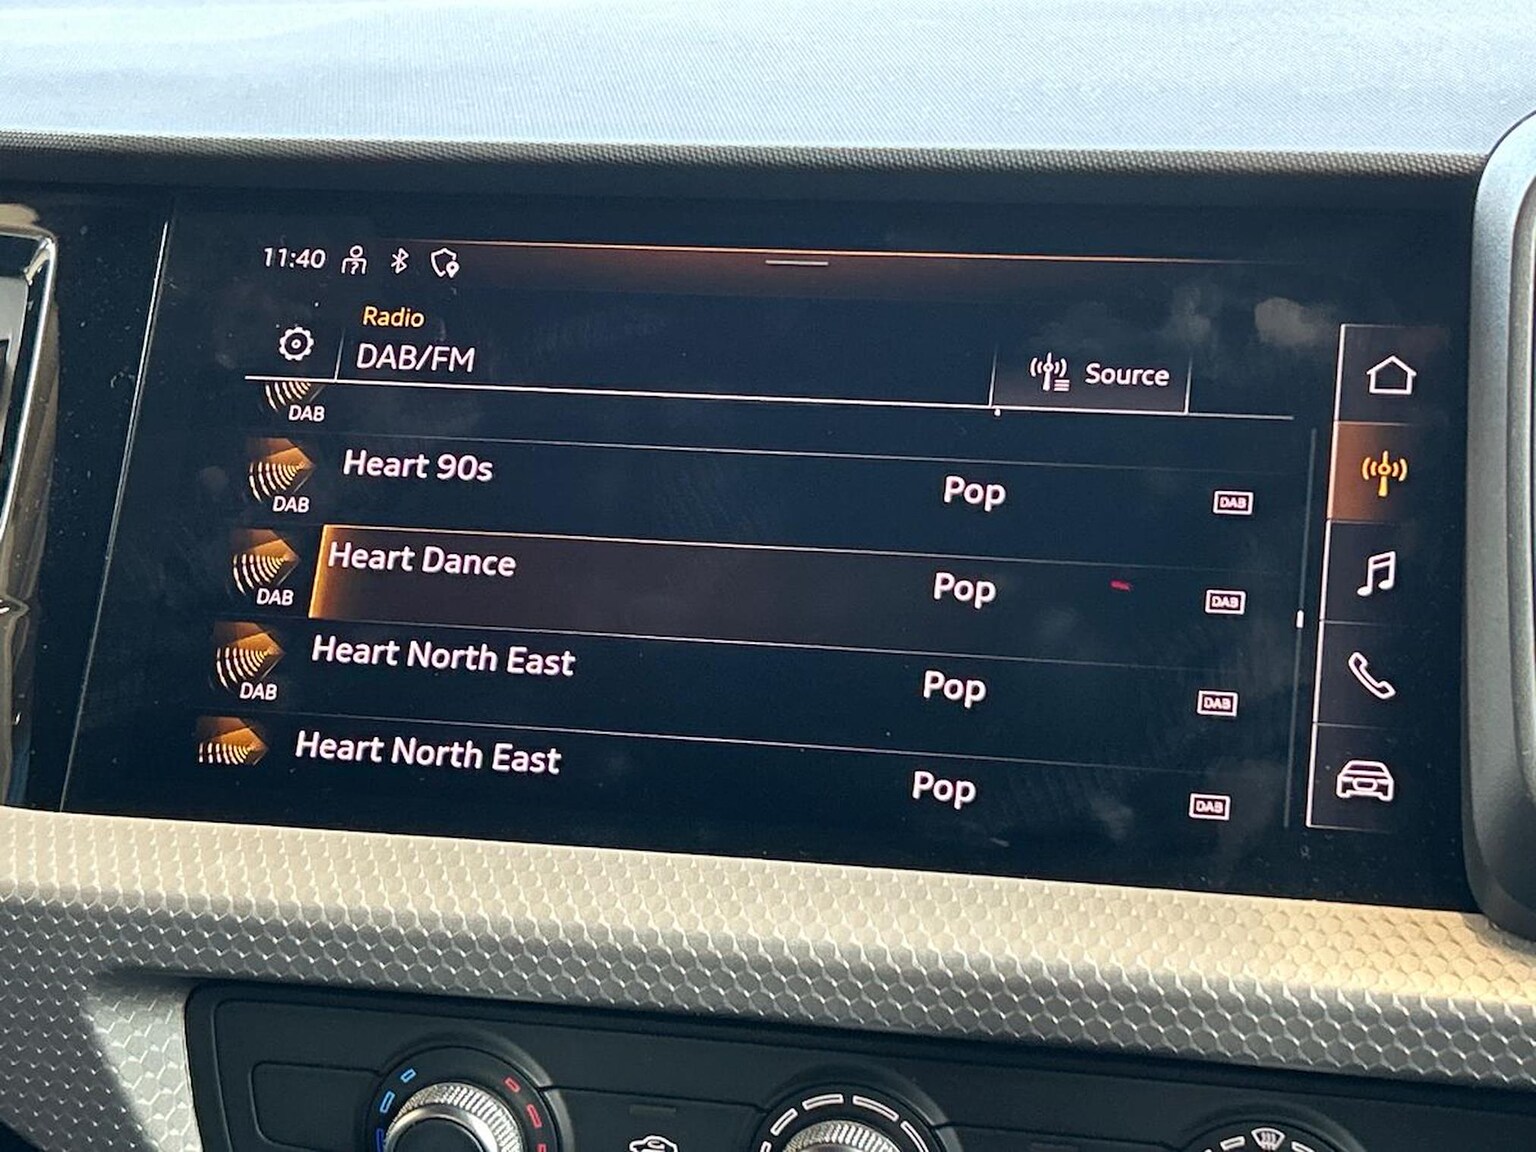 11:40
Radio
DAB/FM
Source
DAB
DAB
Heart 90s
Pop
DAB
DAB
Heart Dance
Pop
DAB
DAB
Heart North East
Pop
DAB
Heart North East
Pop
DAB